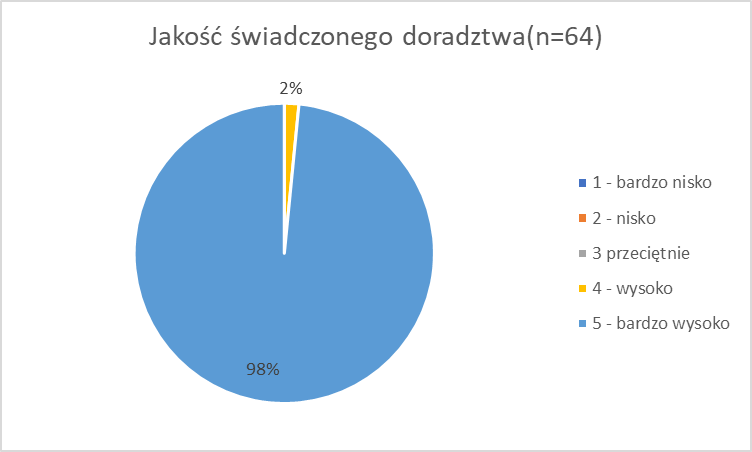 Jakość świadczonego doradztwa(n=64)
2%
98%
1 - bardzo nisko
2 - nisko
3 przeciętnie
4 - wysoko
5 - bardzo wysoko